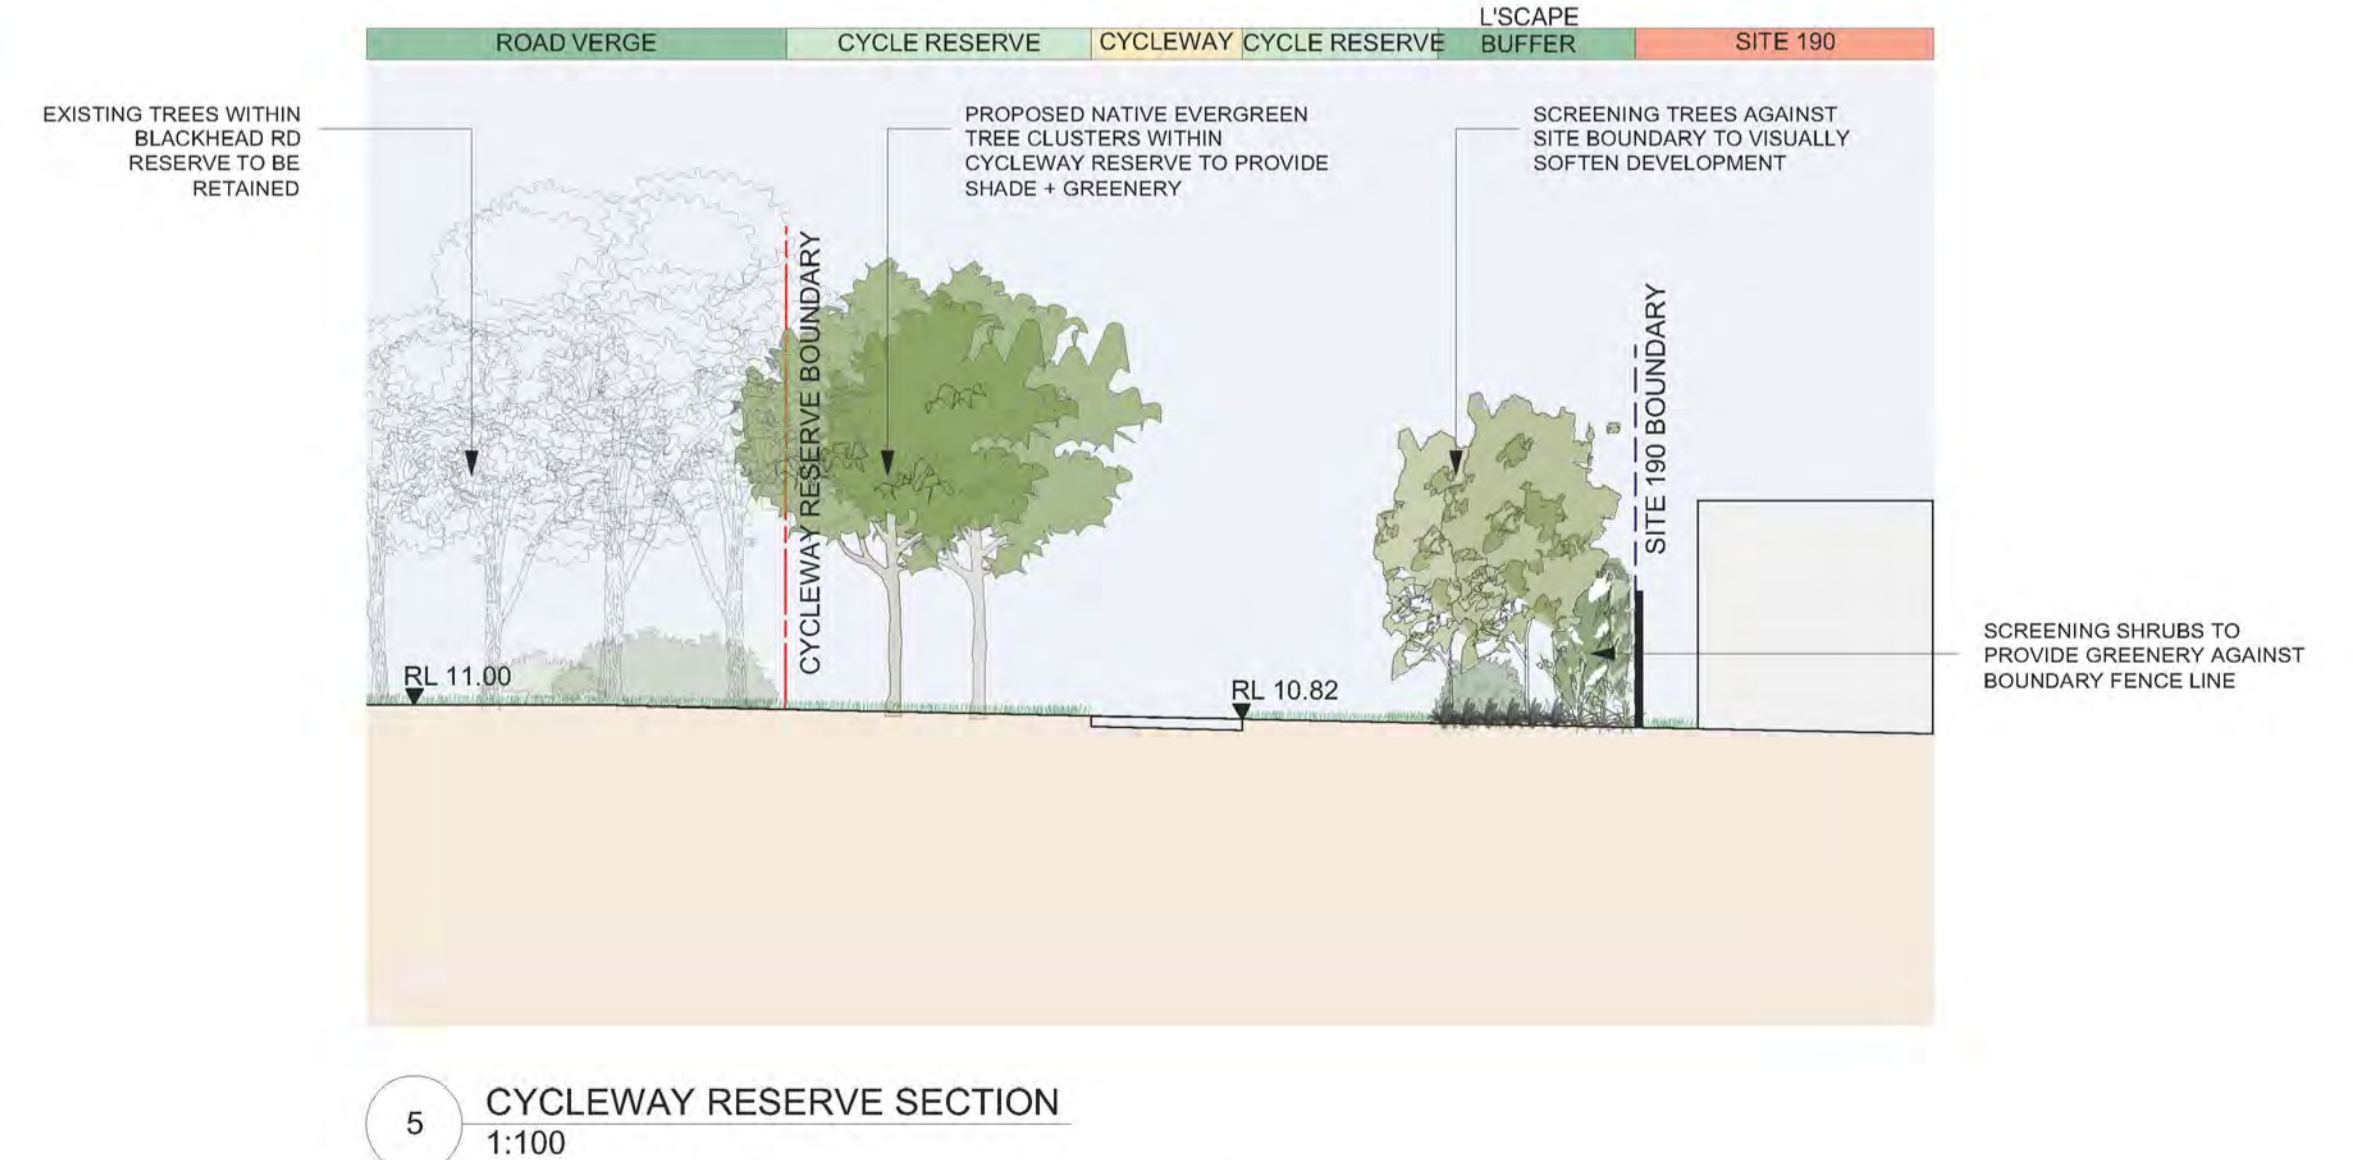 L'SCAPE
ROAD VERGE
CYCLE RESERVE
CYCLEWAY
CYCLE RESERVE
BUFFER
SITE 190
EXISTING TREES WITHIN
BLACKHEAD RD
RESERVE TO BE
RETAINED
PROPOSED NATIVE EVERGREEN
TREE CLUSTERS WITHIN
CYCLEWAY RESERVE TO PROVIDE
SHADE + GREENERY
SCREENING TREES AGAINST
SITE BOUNDARY TO VISUALLY
SOFTEN DEVELOPMENT
CYCLEWAY RESERVE BOUNDARY
SITE 190 BOUNDARY
SCREENING SHRUBS TO
PROVIDE GREENERY AGAINST
BOUNDARY FENCE LINE
RL 11.00
RL 10.82
5
CYCLEWAY RESERVE SECTION
1:100